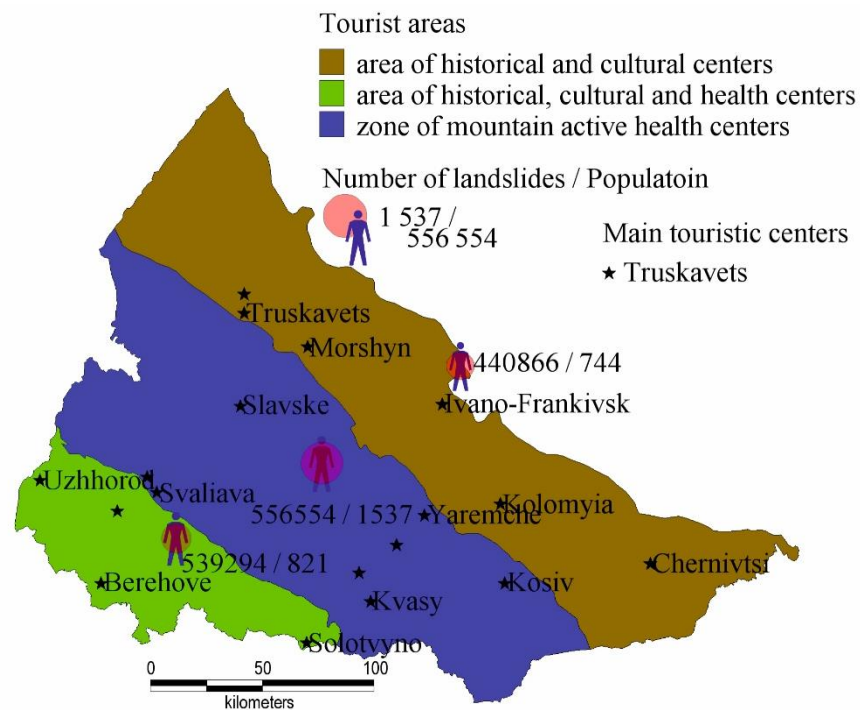 Tourist areas
area of historical and cultural centers
area of historical, cultural and health centers
zone of mountain active health centers
Number of landslides / Populatoin
1 537 /
556 554
Main touristic centers
Truskavets
Truskavets
Morshyn
440866 / 744
Ivano-Frankivsk
Slavske
Uzhhorod
Svaliava
556554 / 1537
Yaremche
Kolomyia
539294 / 821
Chernivtsi
Berehove
Kosiv
Kvasy
Solotvyno
0 50 100
kilometers